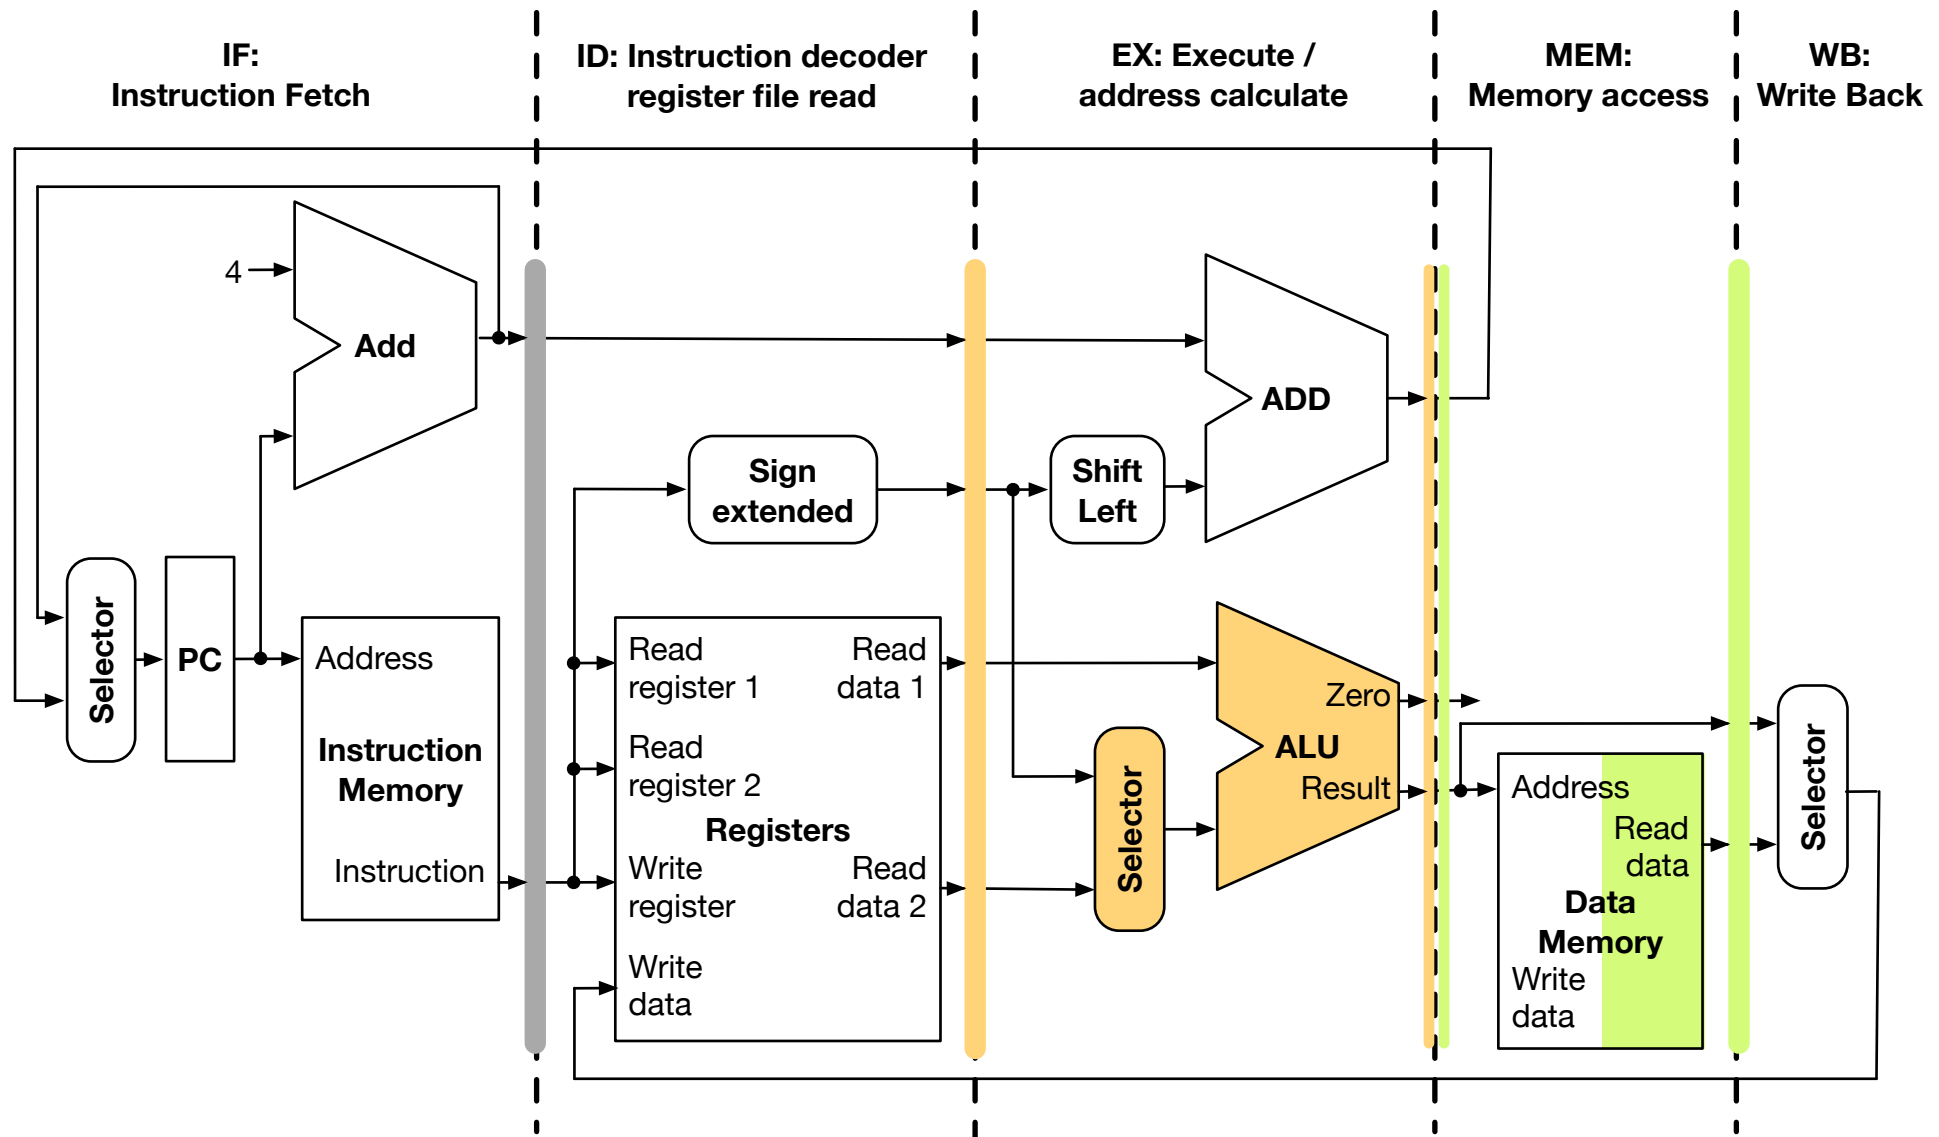 IF:
Instruction Fetch
ID: Instruction decoder
register file read
EX: Execute /
address calculate
MEM:
Memory access
WB:
Write Back
4
Add
ADD
Sign
extended
Shift
Left
Selector
PC
Address
Instruction
Memory
Instruction
Read
register 1
Read
data 1
Read
register 2
Registers
Write
register
Read
data 2
Write
data
Selector
Zero
ALU
Result
Address
Read
data
Data
Memory
Write
data
Selector